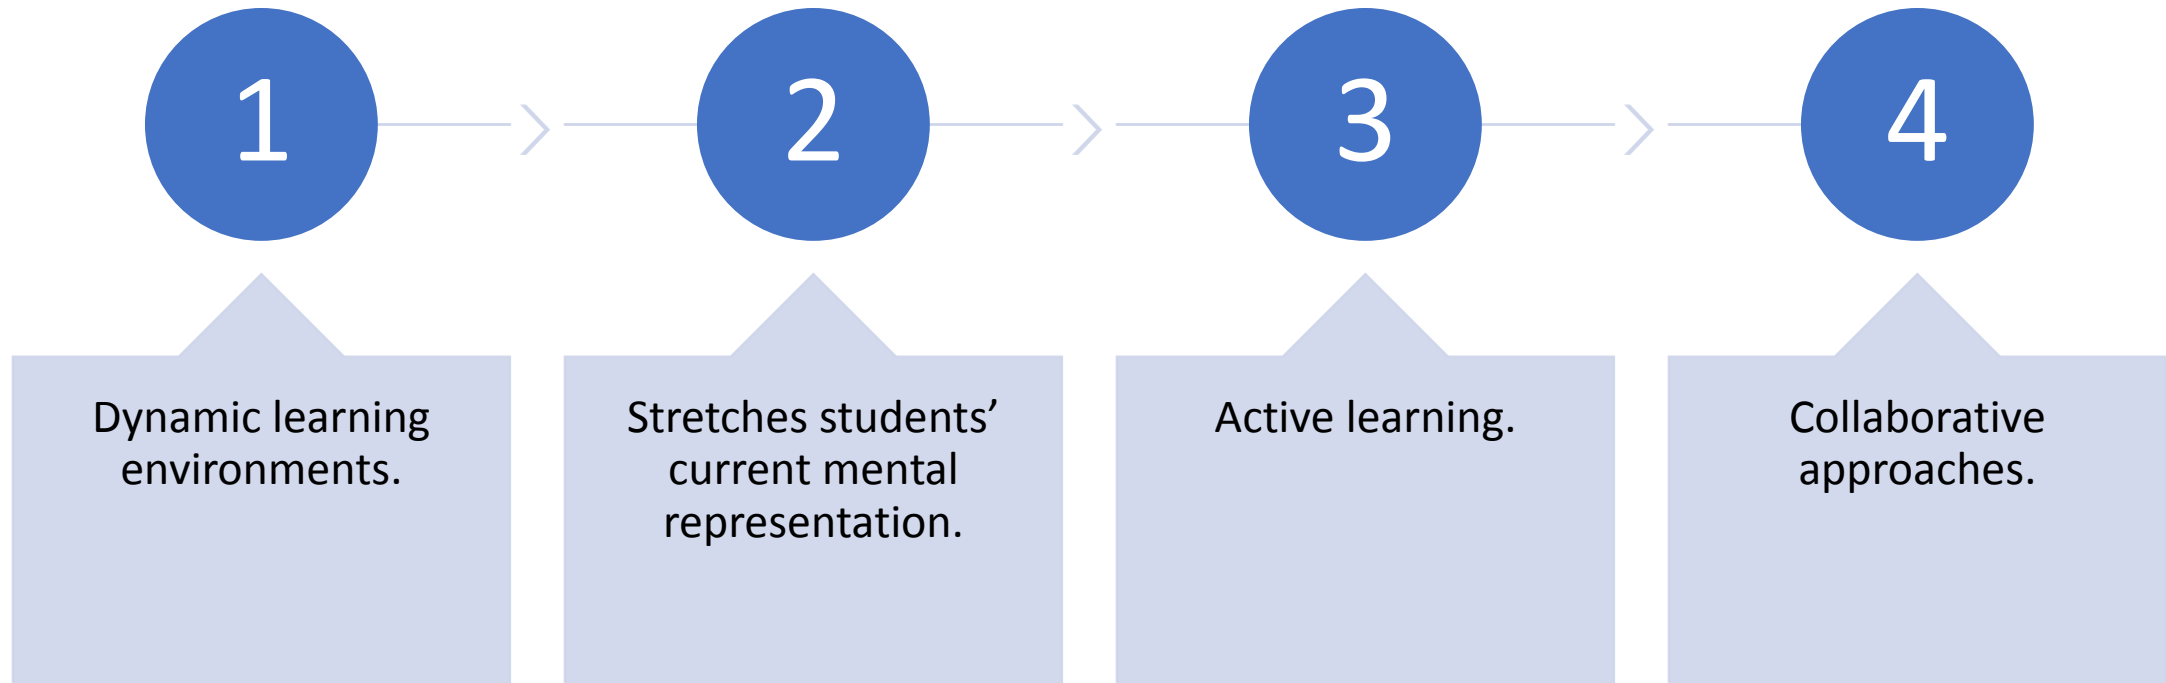 1
2
3
4
Dynamic learning
environments.
Stretches students’
current mental
representation.
Active learning.
Collaborative
approaches.